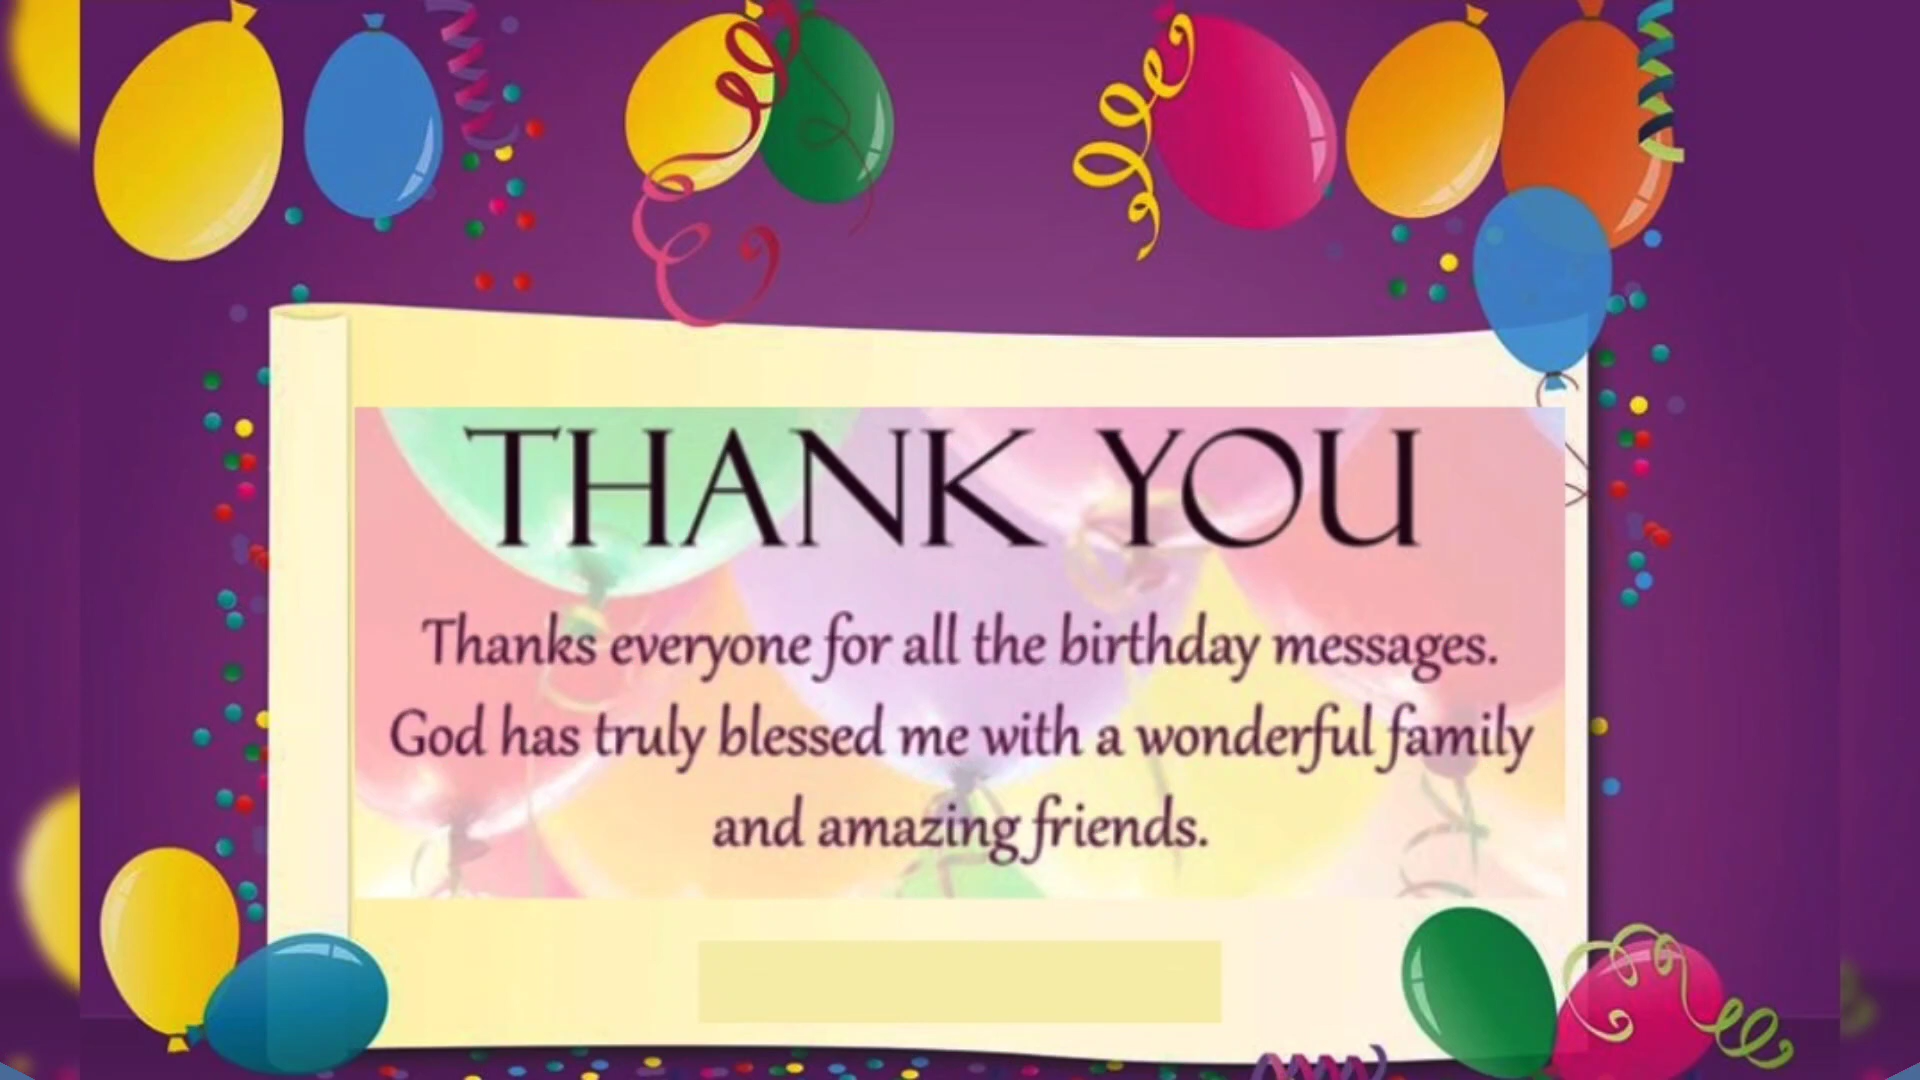 THANK YOU
Thanks everyone for all the birthday messages.
God has truly blessed me with a wonderful family
and amazing friends.